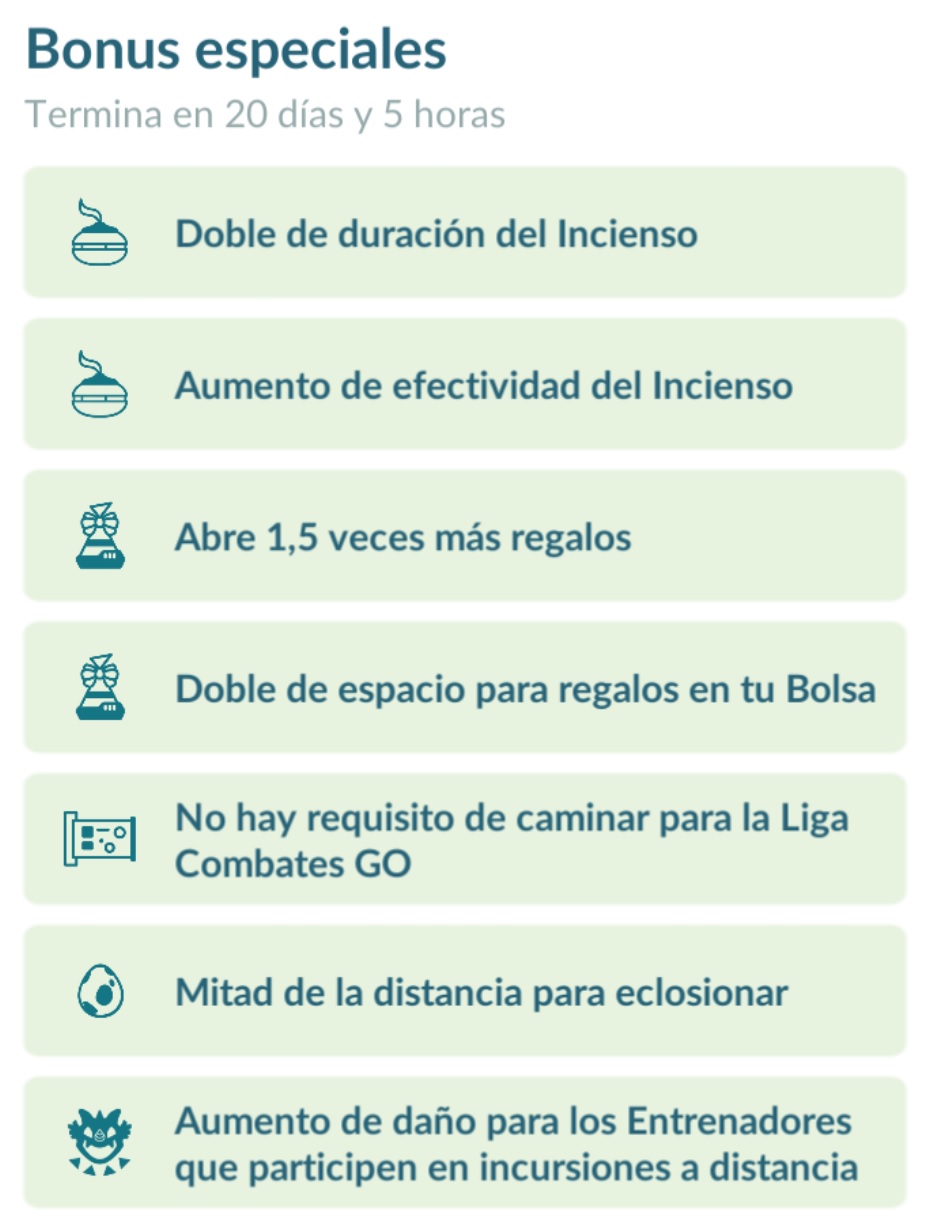 Bonus especiales
Termina en 20 días y 5 horas
Doble de duración del Incienso
Aumento de efectividad del Incienso
Abre 1,5 veces más regalos
Doble de espacio para regalos en tu Bolsa
No hay requisito de caminar para la Liga
Combates GO
Mitad de la distancia para eclosionar
Aumento de daño para los Entrenadores
que participen en incursiones a distancia